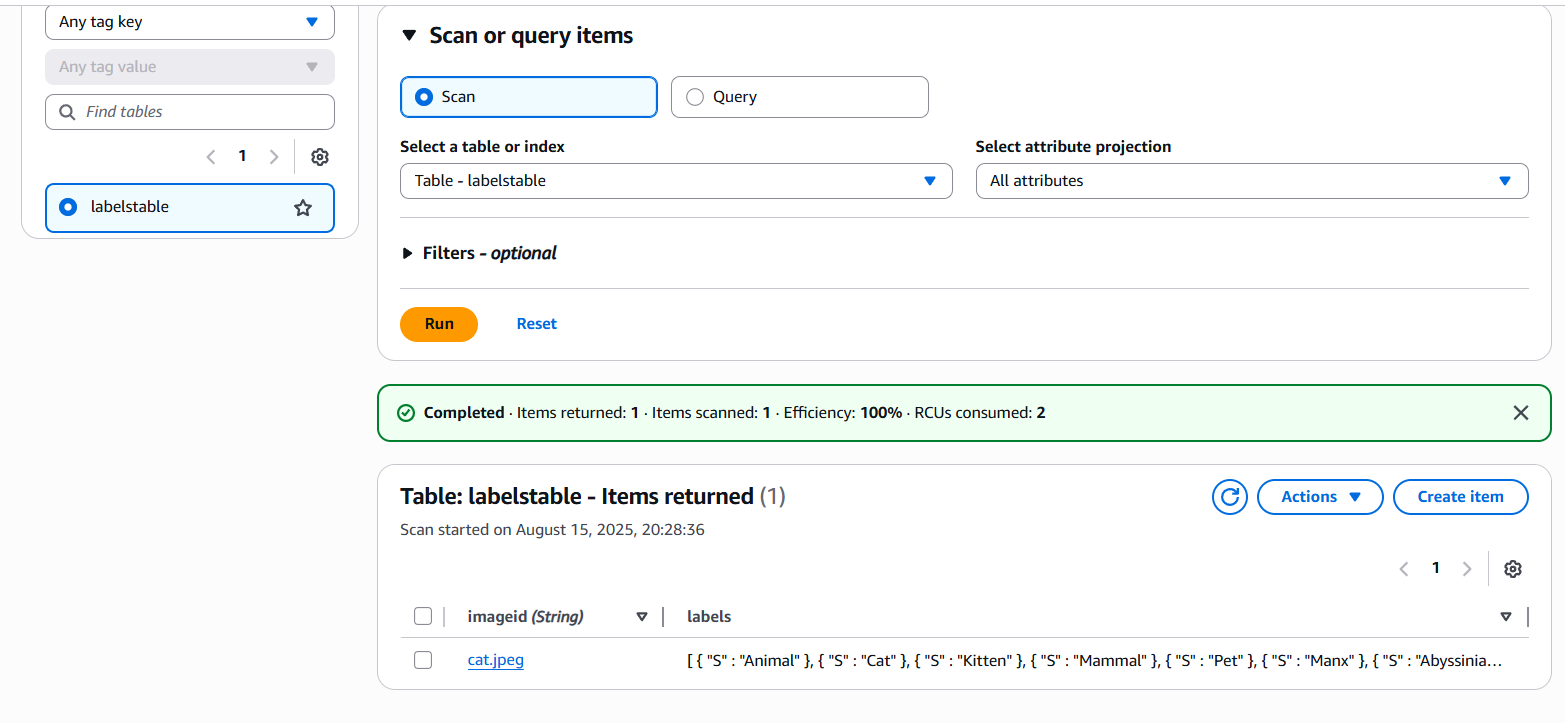 Any tag key
Any tag value
Find tables
1
labelstable
Scan or query items
Scan
Query
Select a table or index
Select attribute projection
Table - labelstable
All attributes
Filters - optional
Run
Reset
Completed · Items returned: 1 · Items scanned: 1 · Efficiency: 100% · RCUs consumed: 2
Table: labelstable - Items returned (1)
Actions
Create item
Scan started on August 15, 2025, 20:28:36
1
imageid (String)
labels
cat.jpeg
[ { "S" : "Animal" }, { "S" : "Cat" }, { "S" : "Kitten" }, { "S" : "Mammal" }, { "S" : "Pet" }, { "S" : "Manx" }, { "S" : "Abyssinia…